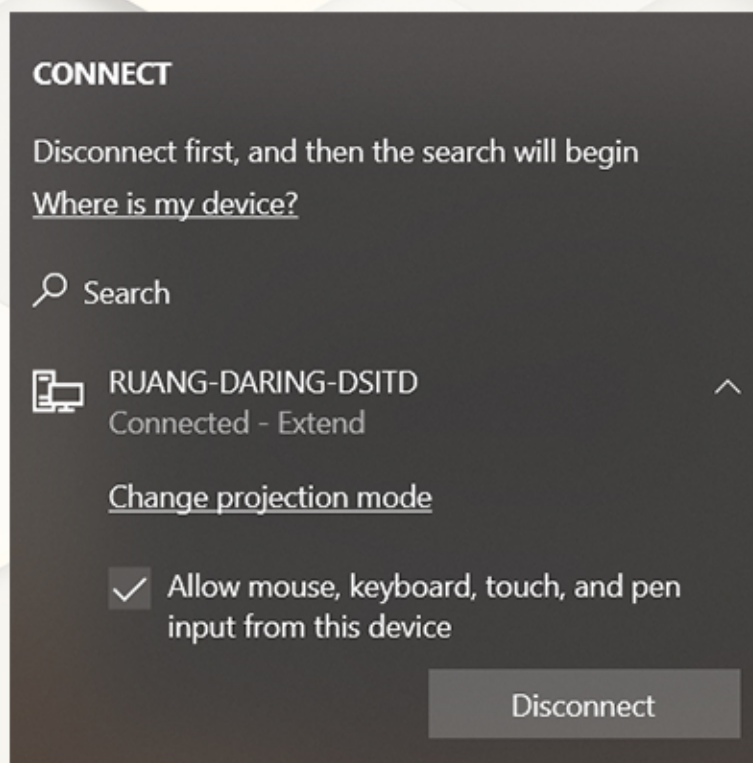 CONNECT
Disconnect first, and then the search will begin
Where is my device?
Search
RUANG-DARING-DSITD
Connected - Extend
Change projection mode
Allow mouse, keyboard, touch, and pen
input from this device
Disconnect